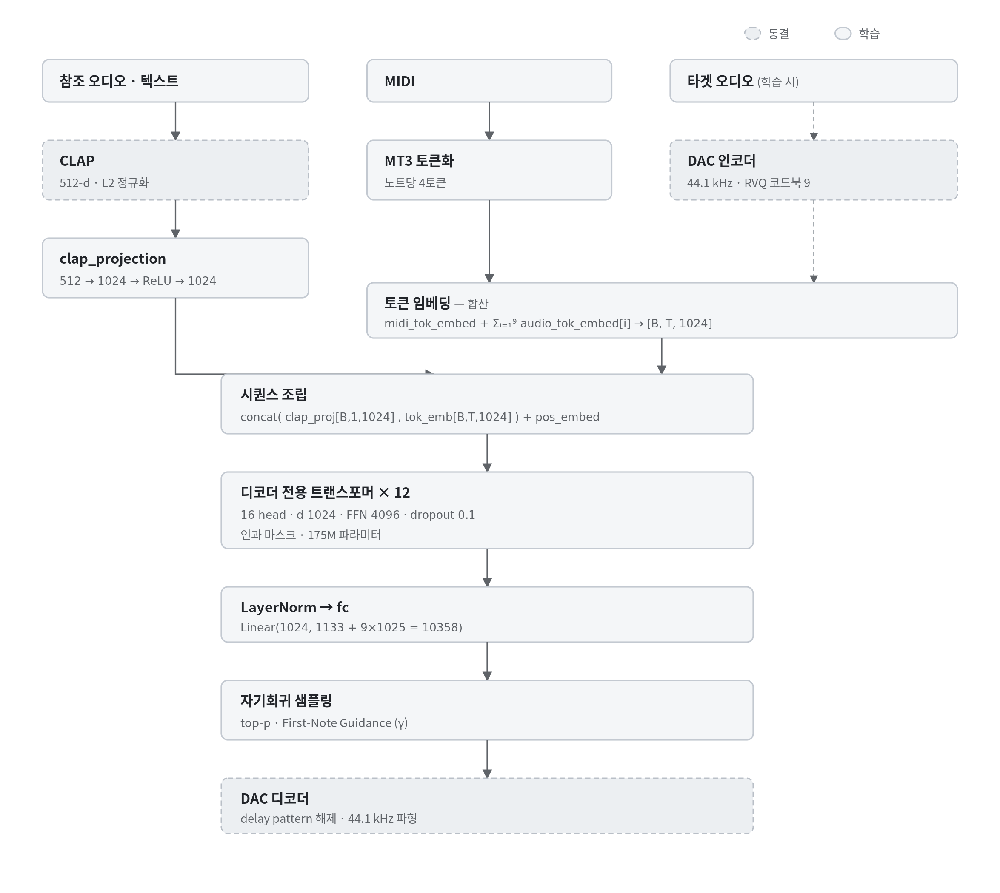 동결
학습
참조 오디오 · 텍스트
MIDI
타겟 오디오 (학습 시)
CLAP
512-d · L2 정규화
MT3 토큰화
노트당 4토큰
DAC 인코더
44.1 kHz · RVQ 코드북 9
clap_projection
512 → 1024 → ReLU → 1024
토큰 임베딩 — 합산
midi_tok_embed + Σᵢ₌₁⁹ audio_tok_embed[i] → [B, T, 1024]
시퀀스 조립
concat( clap_proj[B,1,1024] , tok_emb[B,T,1024] ) + pos_embed
디코더 전용 트랜스포머 × 12
16 head · d 1024 · FFN 4096 · dropout 0.1
인과 마스크 · 175M 파라미터
LayerNorm → fc
Linear(1024, 1133 + 9×1025 = 10358)
자기회귀 샘플링
top-p · First-Note Guidance (γ)
DAC 디코더
delay pattern 해제 · 44.1 kHz 파형